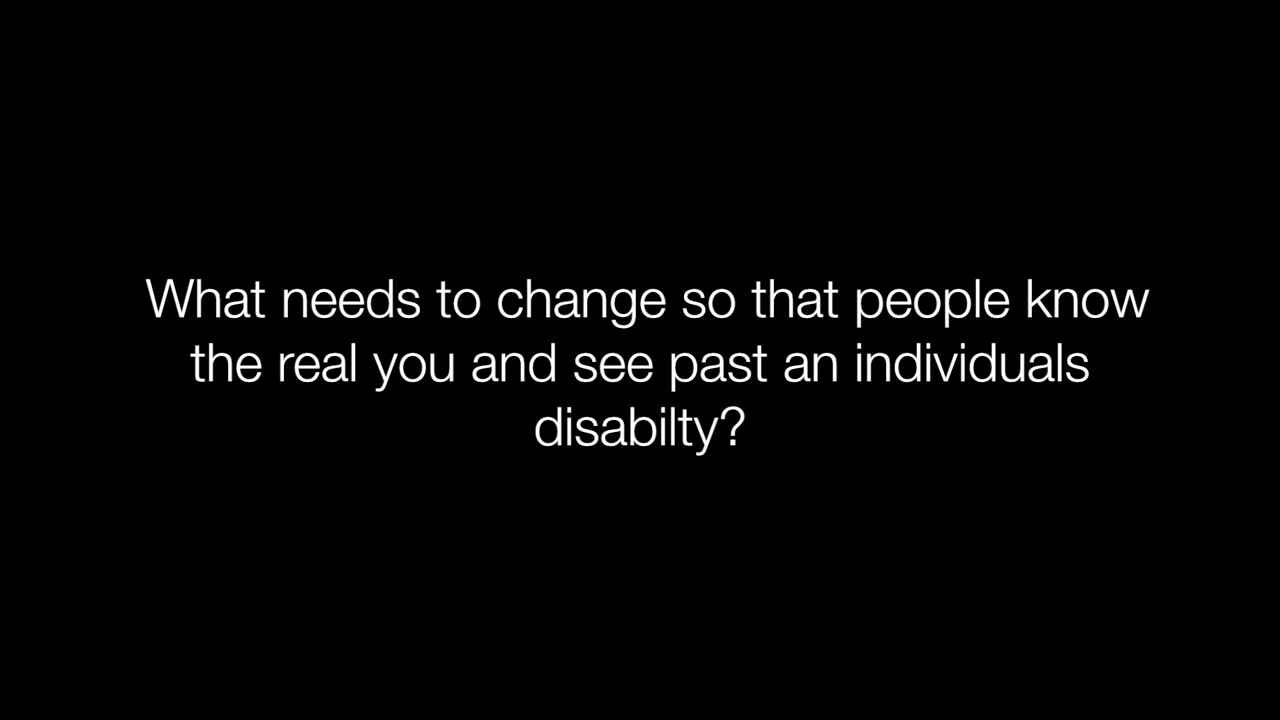 What needs to change so that people know
the real you and see past an individuals
disabilty?